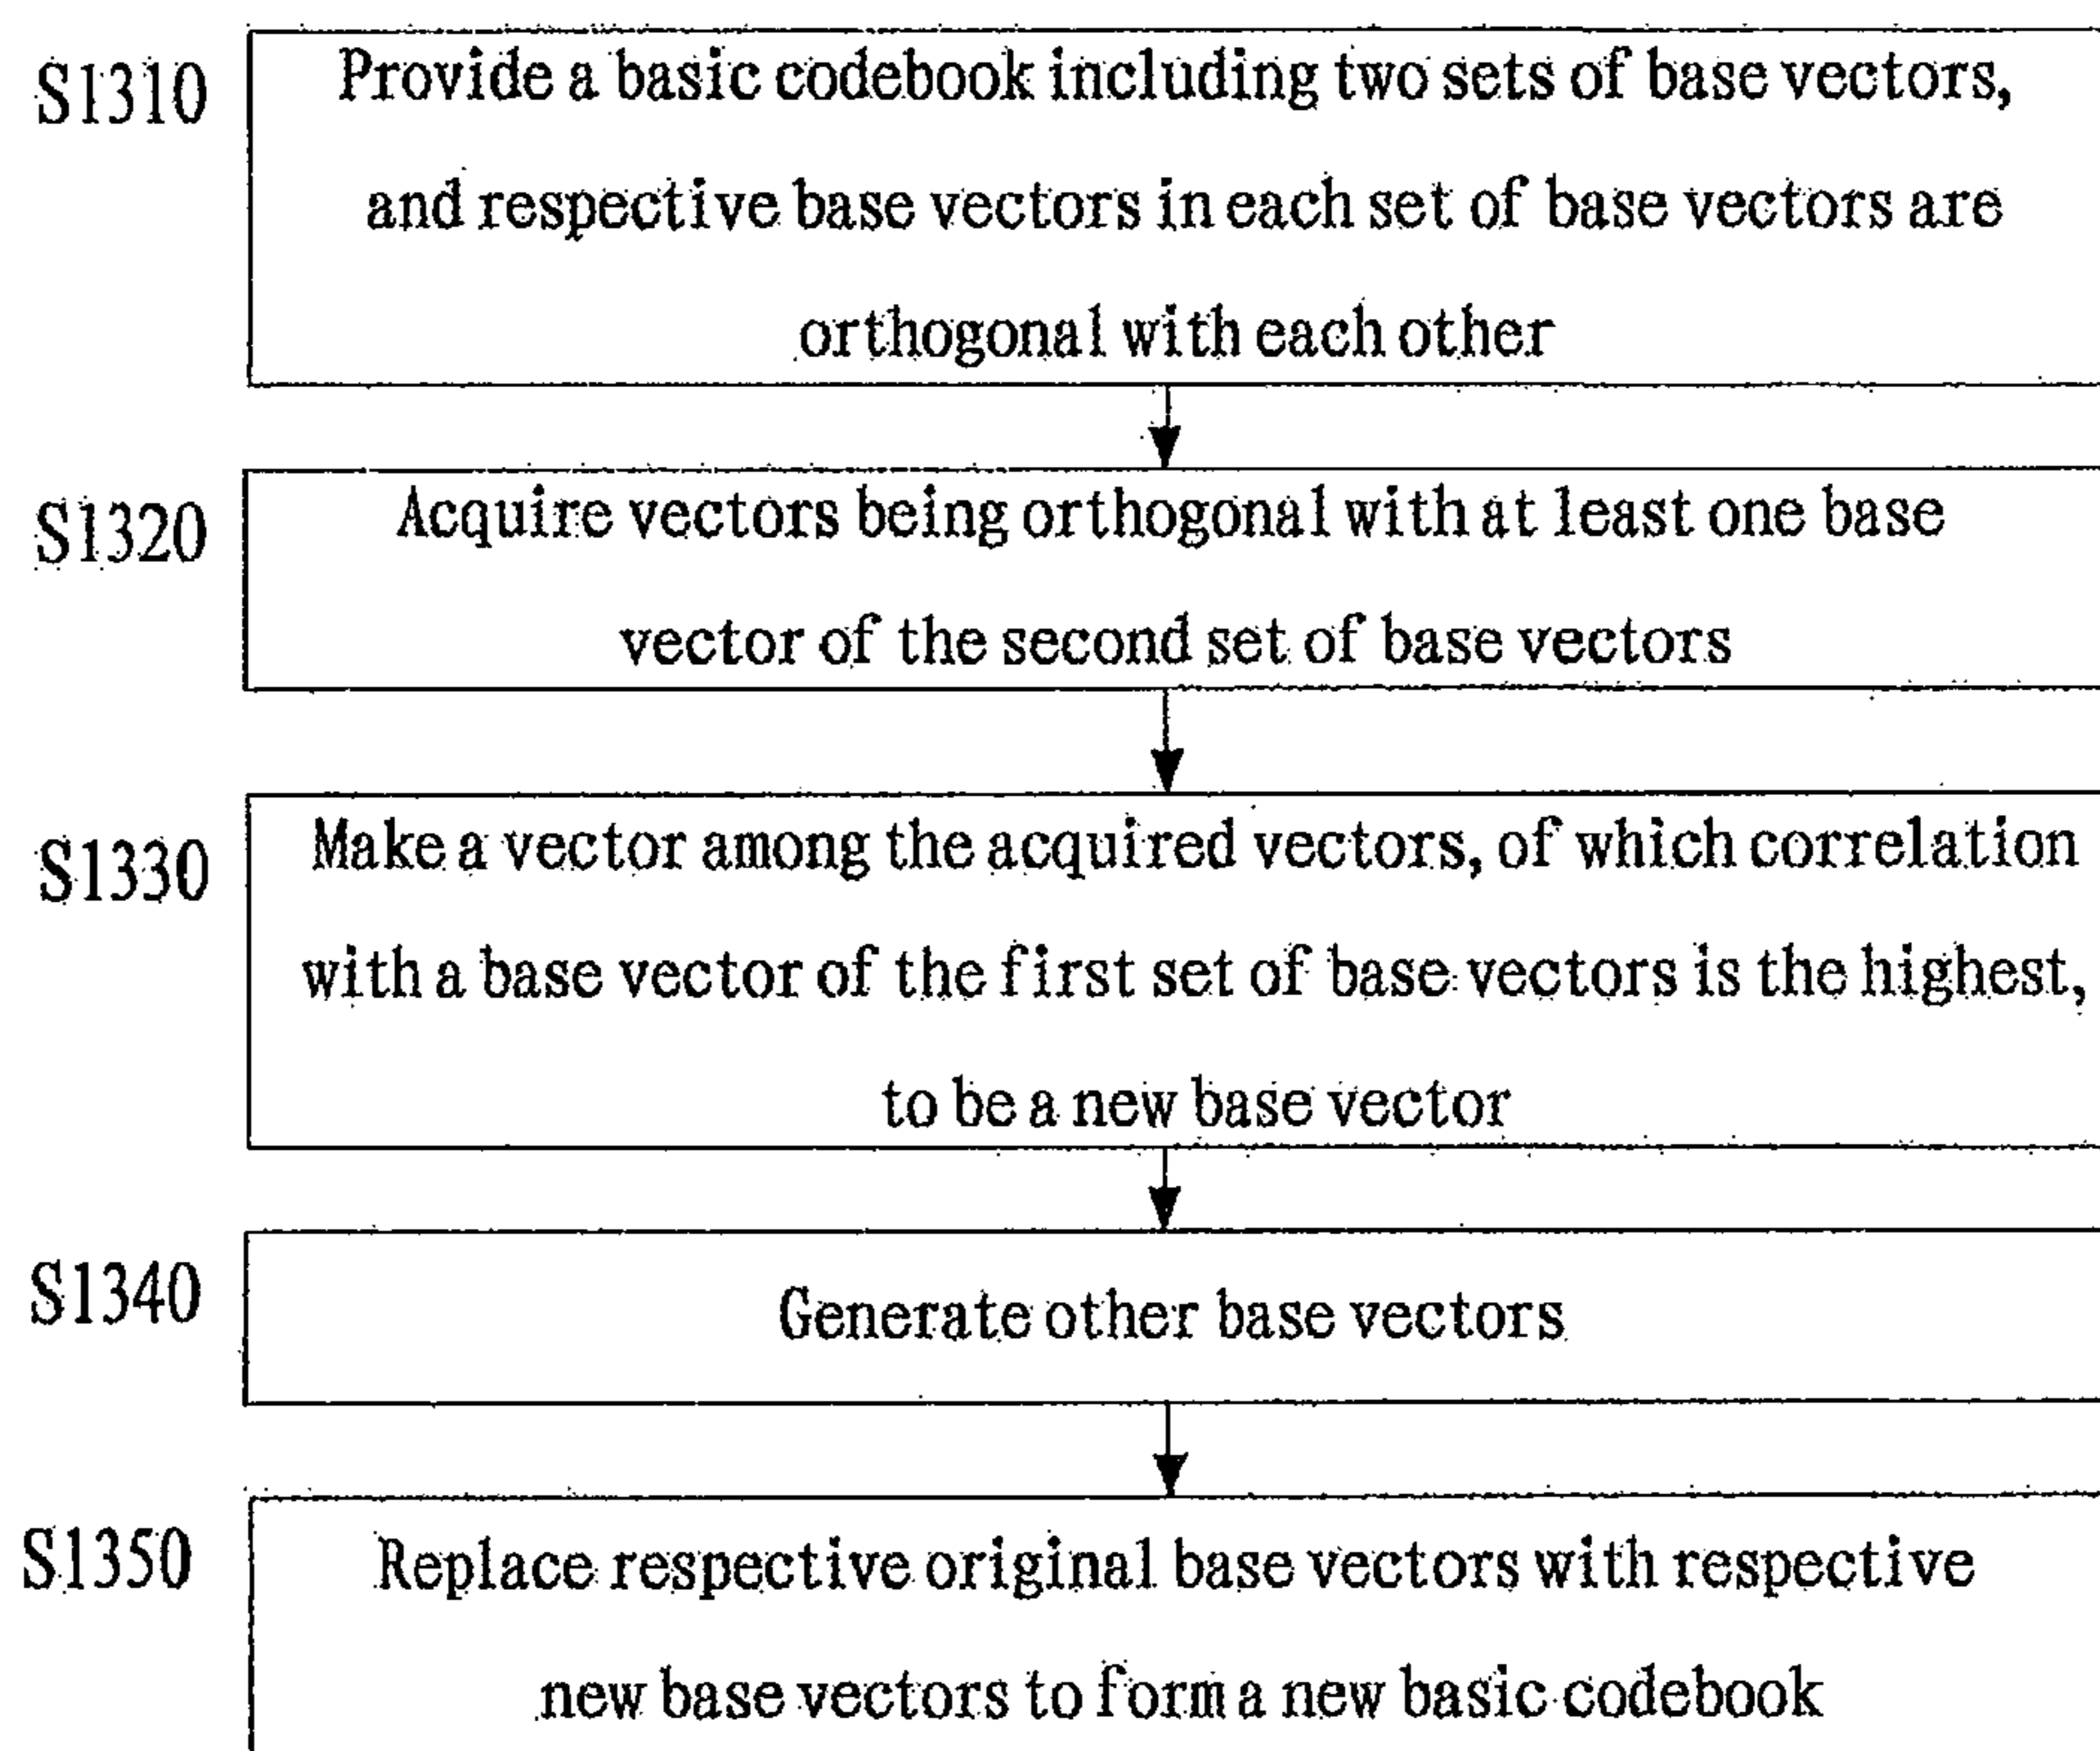 S1310
Provide a basic codebook including two sets of base vectors,
and respective base vectors in each set of base vectors are
orthogonal with each other
S1320
Acquire vectors being orthogonal with at least one base
vector of the second set of base vectors
S1330
Make a vector among the acquired vectors, of which correlation
with a base vector of the first set of base vectors is the highest,
to be a new base vector
S1340
Generate other base vectors
S1350
Replace respective original base vectors with respective
new base vectors to form a new basic codebook